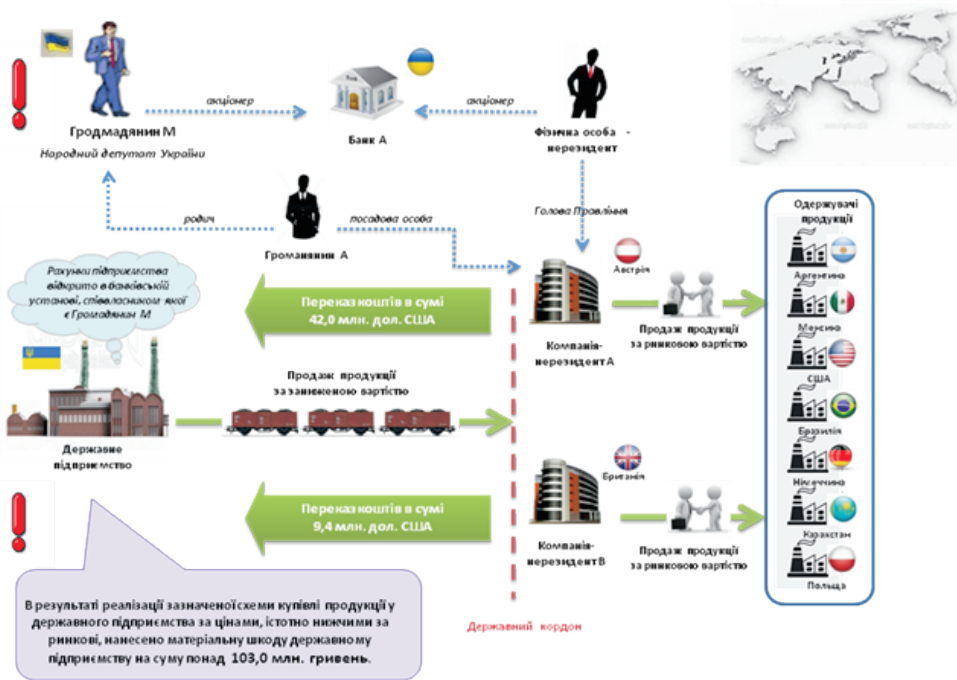 акціонер
акціонер
Гродмадянин М
Народний депутат України
Банк А
Фізична особа -
нерезидент
родич
посадова особа
Голова Правління
Громанянин А
Одержувачі
продукції
Австрія
Аргентина
Рахунки підприємства
відкрито в банківській
установі, співвласником якої
є Громадянин М
Переказ коштів в сумі
42,0 млн. дол. США
Компанія-
нерезидент А
Продаж продукції
за ринковою вартістю
Мексика
США
Продаж продукції
за заниженою вартістю
Бразилія
Державне
підприємство
Британія
Німеччина
Переказ коштів в сумі
9,4 млн. дол. США
Компанія-
нерезидент В
Продаж продукції
за ринковою вартістю
Казахстан
Польща
В результаті реалізації зазначеної схеми купівлі продукції у
державного підприємства за цінами, істотно нижчими за
ринкові, нанесено матеріальну шкоду державному
підприємству на суму понад 103,0 млн. гривень.
Державний кордон